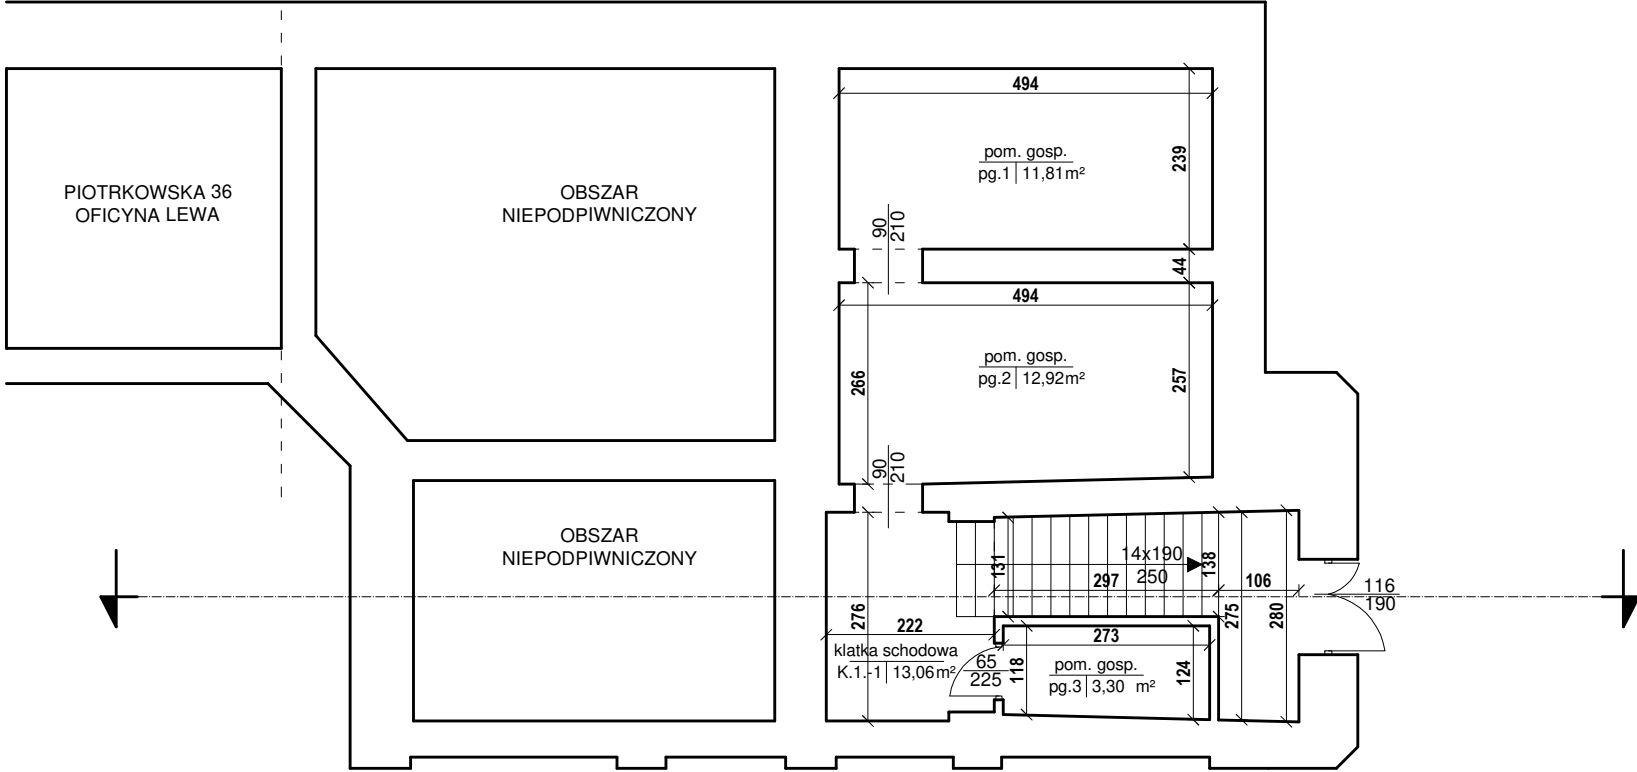 494
239
pom. gosp.
pg.1 11,81m²
PIOTRKOWSKA 36
OFICYNA LEWA
OBSZAR
NIEPODPIWNICZONY
90
210
44
494
266
pom. gosp.
pg.2 12,92m²
257
90
210
OBSZAR
NIEPODPIWNICZONY
131
14x190
250
138
297
106
116
190
276
275
280
222
klatka schodowa
K.1.-1 13,06m²
65
225
118
273
pom. gosp.
pg.3 3,30 m²
124